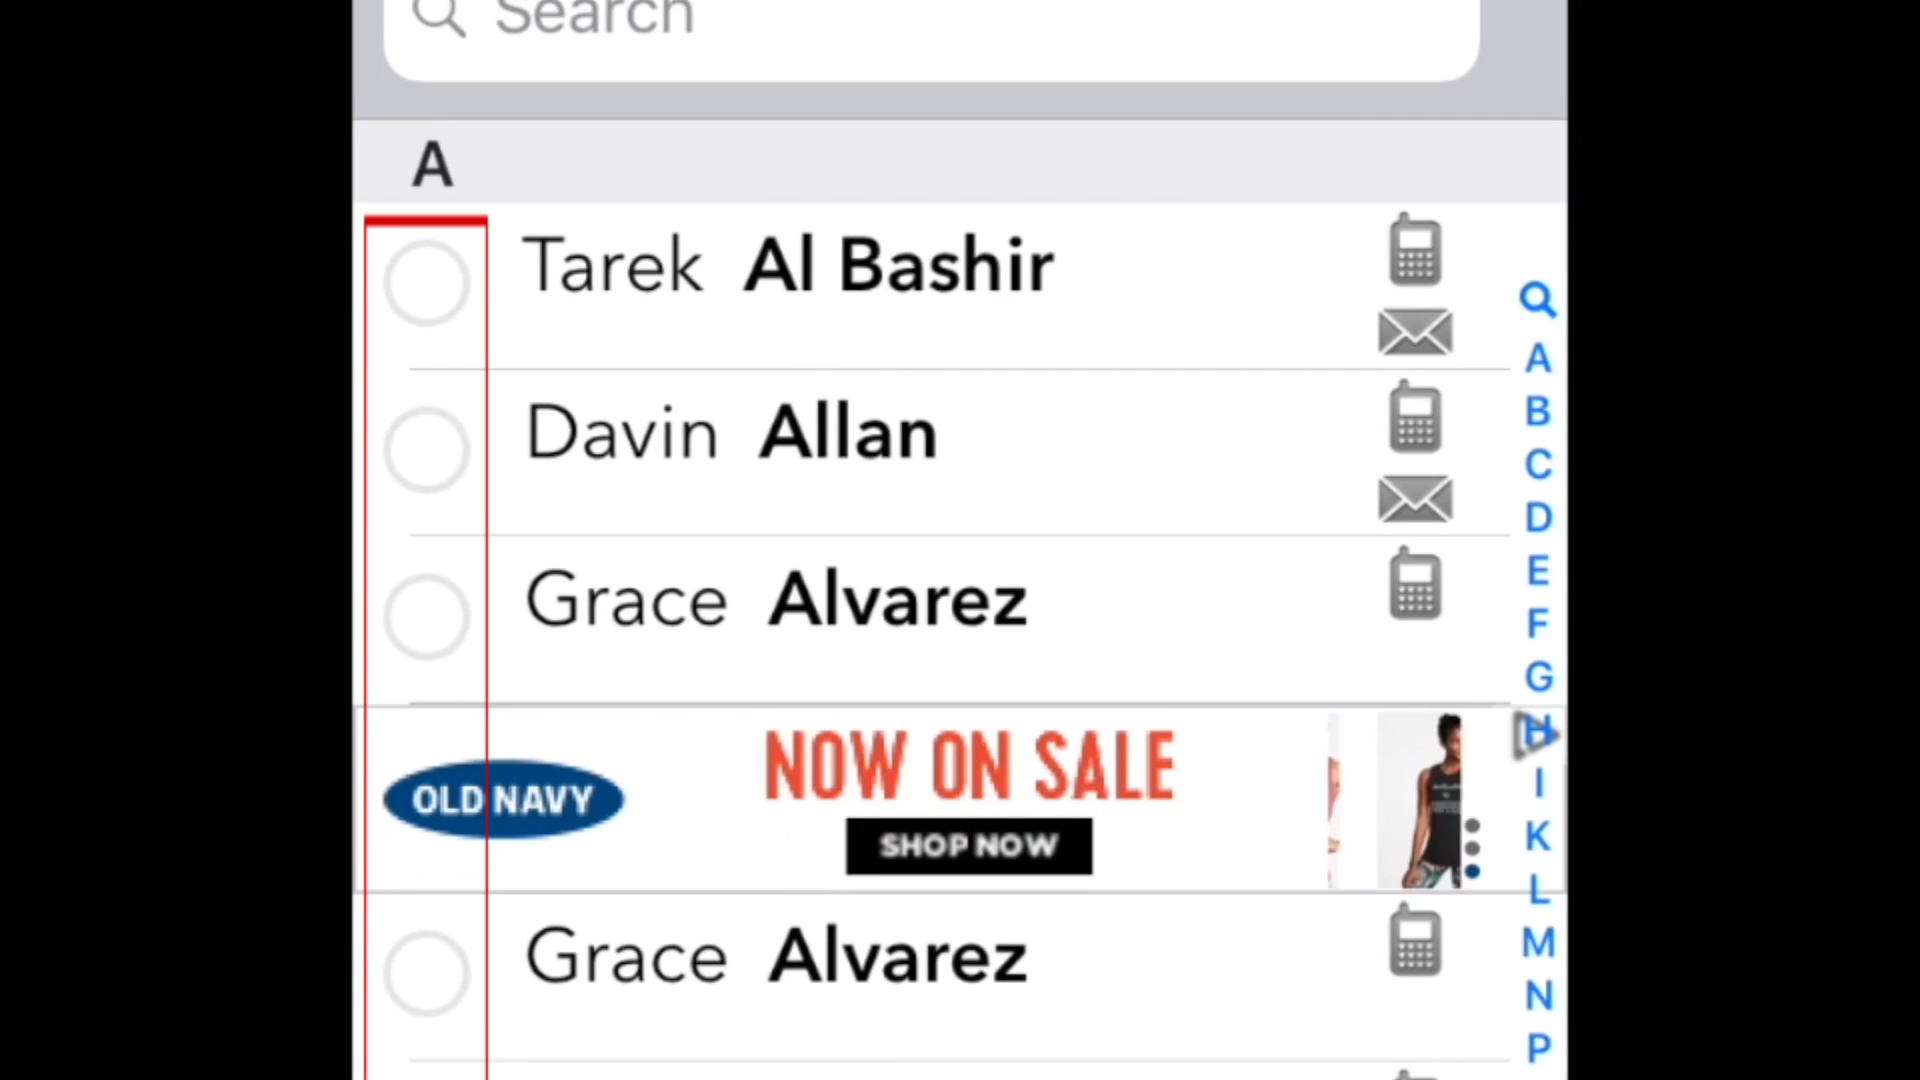 Search
A
Tarek Al Bashir
Davin Allan
Grace Alvarez
OLD NAVY
NOW ON SALE
SHOP NOW
Grace Alvarez
A
B
C
D
E
F
G
H
I
K
L
M
N
P